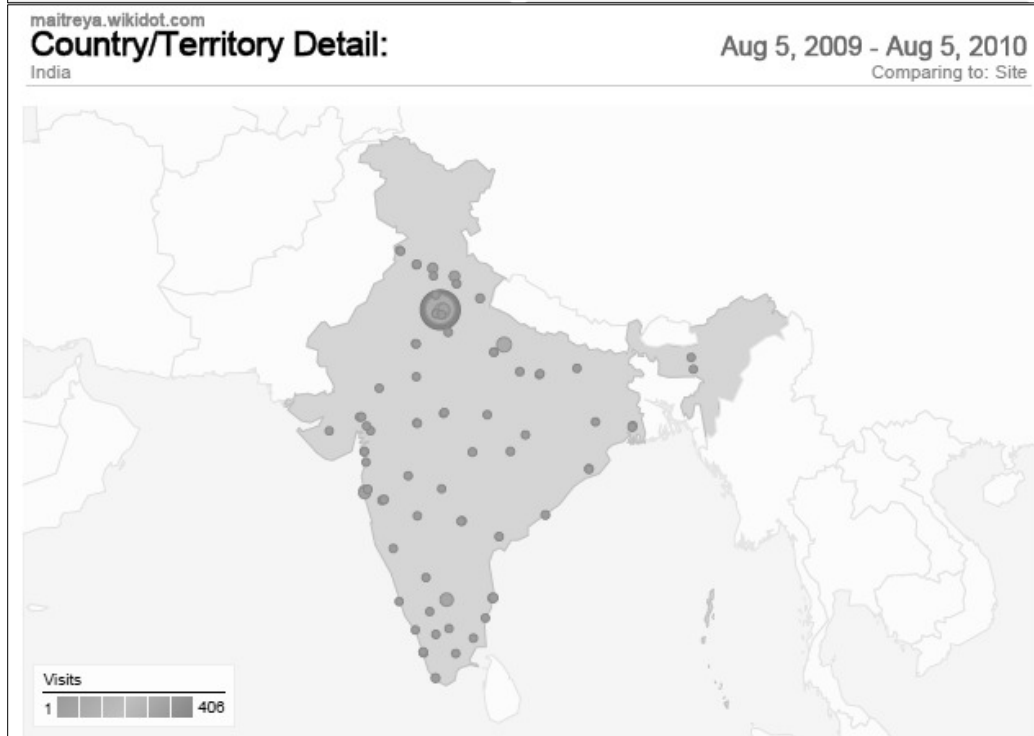 maitreya.wikidot.com
Country/Territory Detail:
India
Aug 5, 2009 - Aug 5, 2010
Comparing to: Site
Visits
1 406